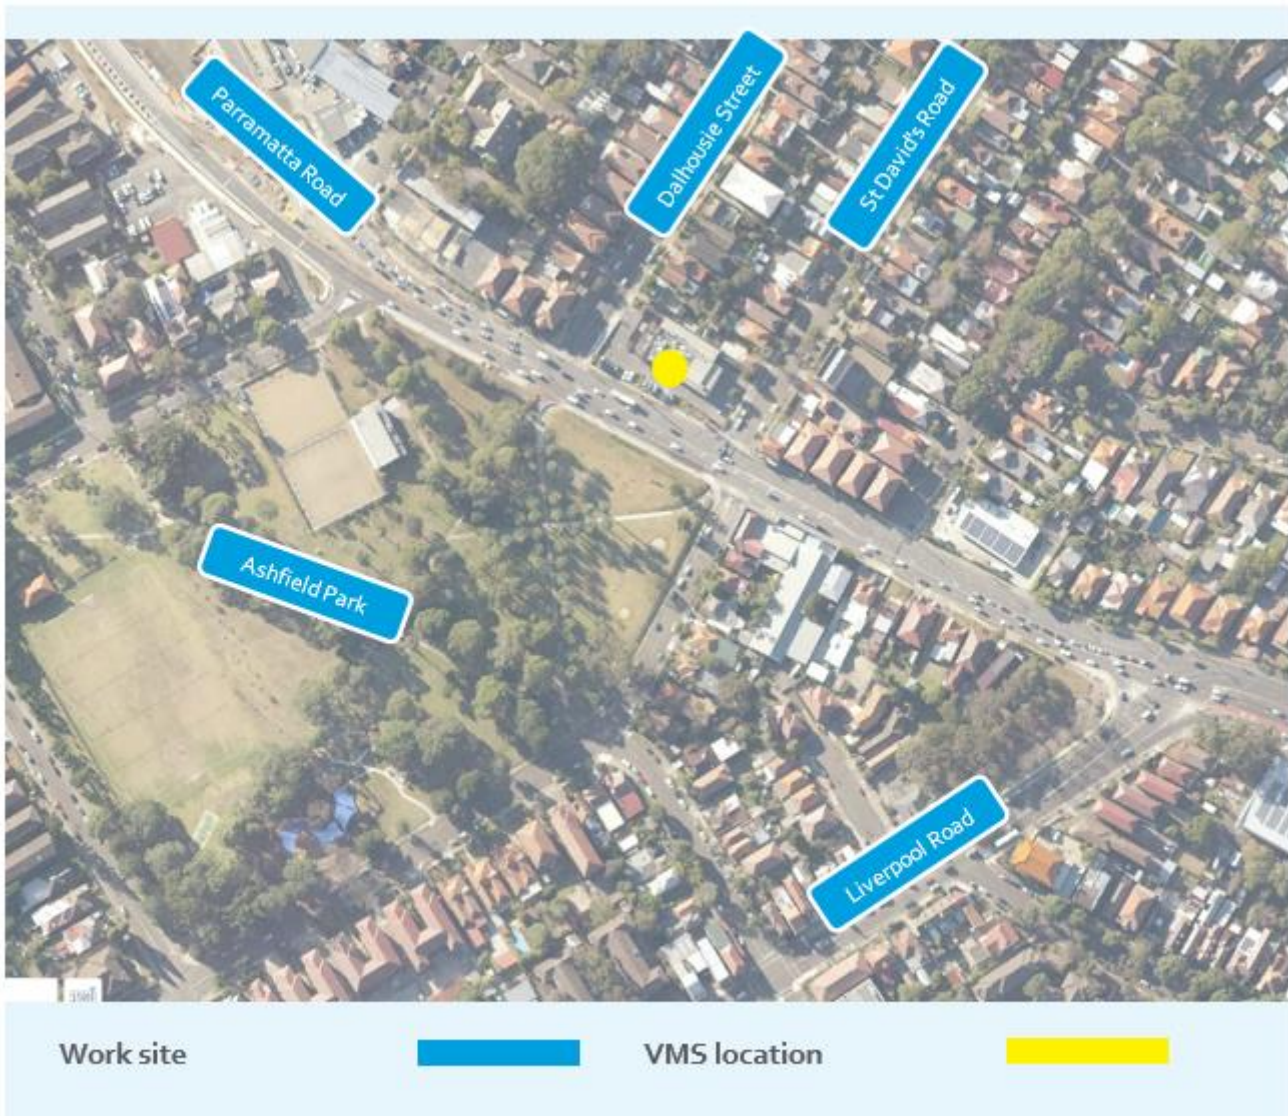 Parramatta Road
Dalhousie Street
St David's Road
Ashfield Park
Liverpool Road
Work site
VMS location